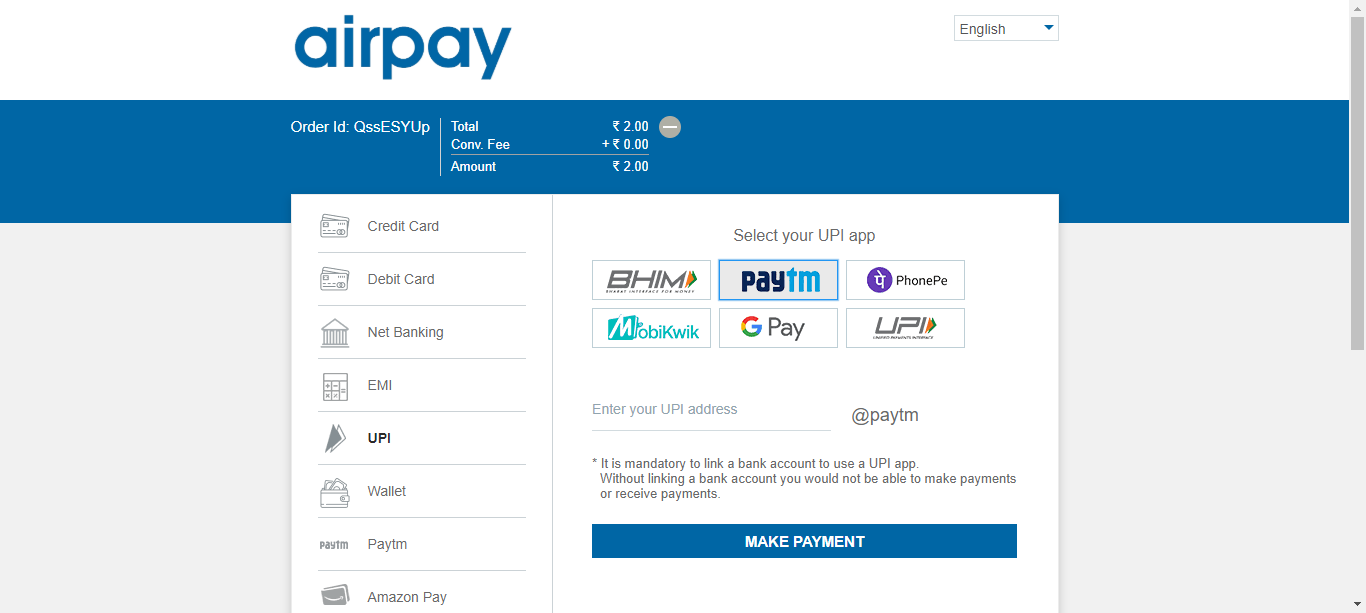 airpay
English
Order Id: QssESYUp
Total ₹ 2.00
Conv. Fee + ₹ 0.00
Amount ₹ 2.00
Credit Card
Debit Card
Net Banking
EMI
UPI
Wallet
Paytm Paytm
Amazon Pay
Select your UPI app
BHIM
BHARAT INTERFACE FOR MONEY
paytm
PhonePe
MobiKwik
G Pay
UPI
UNIFIED PAYMENTS INTERFACE
Enter your UPI address @paytm
* It is mandatory to link a bank account to use a UPI app.
Without linking a bank account you would not be able to make payments
or receive payments.
MAKE PAYMENT